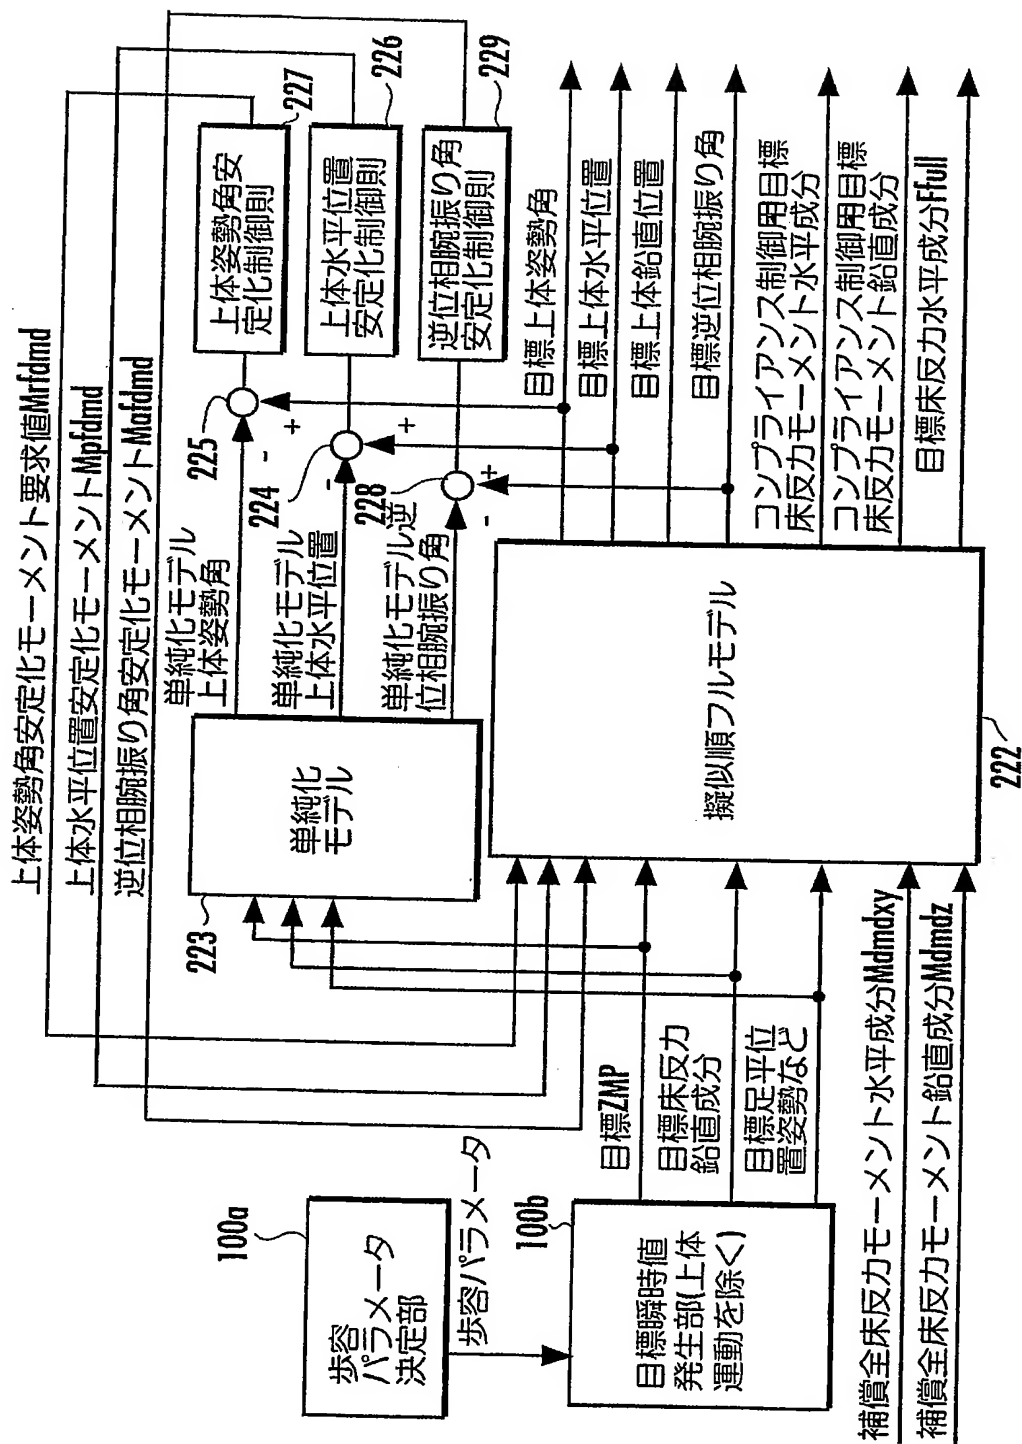 上体姿勢角安定化モーメント要求値Mrfdmd
上体水平位置安定化モーメントMpfdmd
逆位相腕振り角安定化モーメントMafdmd
100a
歩容
パラメータ
決定部
歩容パラメータ
100b
目標瞬時値
発生部(上体
運動を除く)
目標ZMP
目標床反力
鉛直成分
目標足平位
置姿勢など
補償全床反力モーメント水平成分Mdmdxy
補償全床反力モーメント鉛直成分Mdmdz
223
単純化
モデル
単純化モデル
上体姿勢角
単純化モデル
上体水平位置
単純化モデル逆
位相腕振り角
擬似順フルモデル
222
225
-
+
224
-
+
228
-
+
上体姿勢角安
定化制御則
227
上体水平位置
安定化制御則
226
逆位相腕振り角
安定化制御則
229
目標上体姿勢角
目標上体水平位置
目標上体鉛直位置
目標逆位相腕振り角
コンプライアンス制御用目標
床反力モーメント水平成分
コンプライアンス制御用目標
床反力モーメント鉛直成分
目標床反力水平成分Ffull